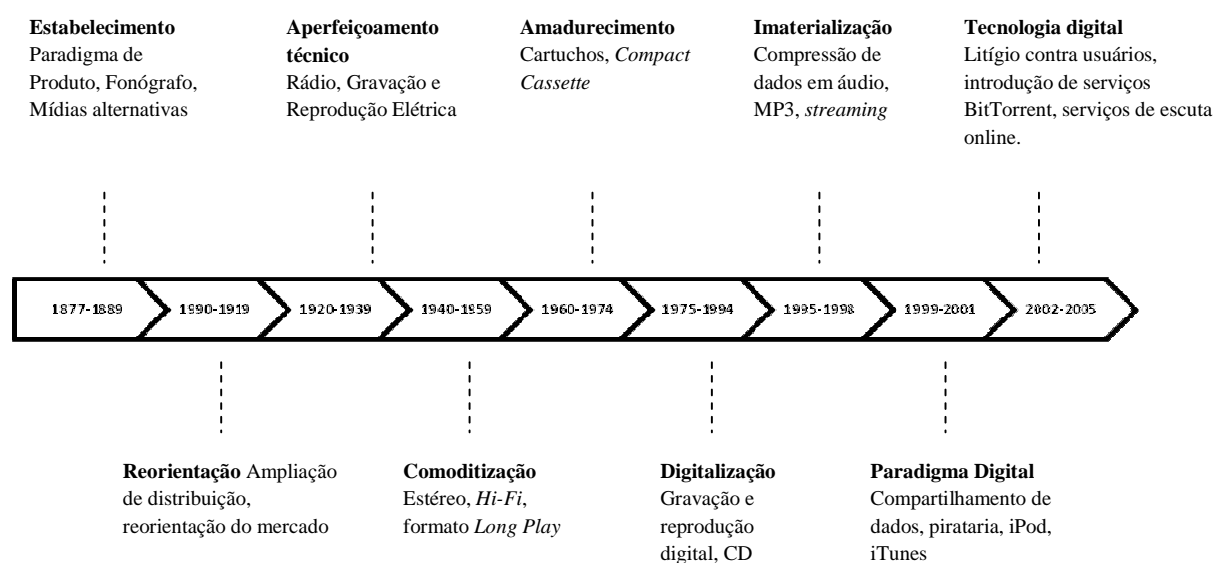 Estabelecimento
Paradigma de
Produto, Fonógrafo,
Mídias alternativas
Aperfeiçoamento
técnico
Rádio, Gravação e
Reprodução Elétrica
Amadurecimento
Cartuchos, Compact
Cassette
Imaterialização
Compressão de
dados em áudio,
MP3, streaming
Tecnologia digital
Litígio contra usuários,
introdução de serviços
BitTorrent, serviços de escuta
online.
1877-1889
1990-1919
1920-1939
1940-1959
1960-1974
1975-1994
1995-1998
1999-2001
2002-2005
Reorientação Ampliação
de distribuição,
reorientação do mercado
Comoditização
Estéreo, Hi-Fi,
formato Long Play
Digitalização
Gravação e
reprodução
digital, CD
Paradigma Digital
Compartilhamento de
dados, pirataria, iPod,
iTunes